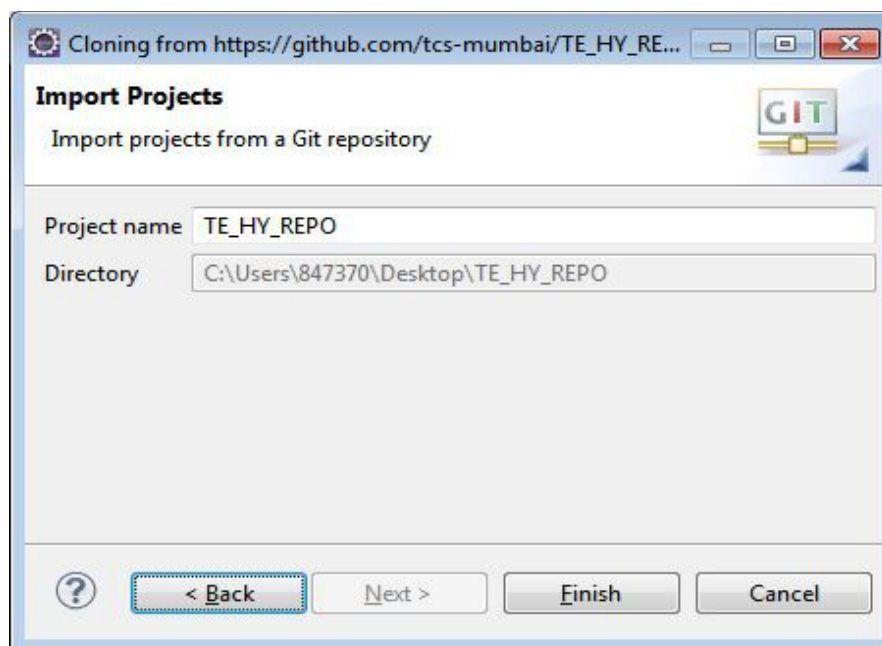 Cloning from https://github.com/tcs-mumbai/TE_HY_RE...
Import Projects
Import projects from a Git repository
GIT
Project name TE_HY_REPO
Directory C:\Users\847370\Desktop\TE_HY_REPO
? < Back Next > Finish Cancel